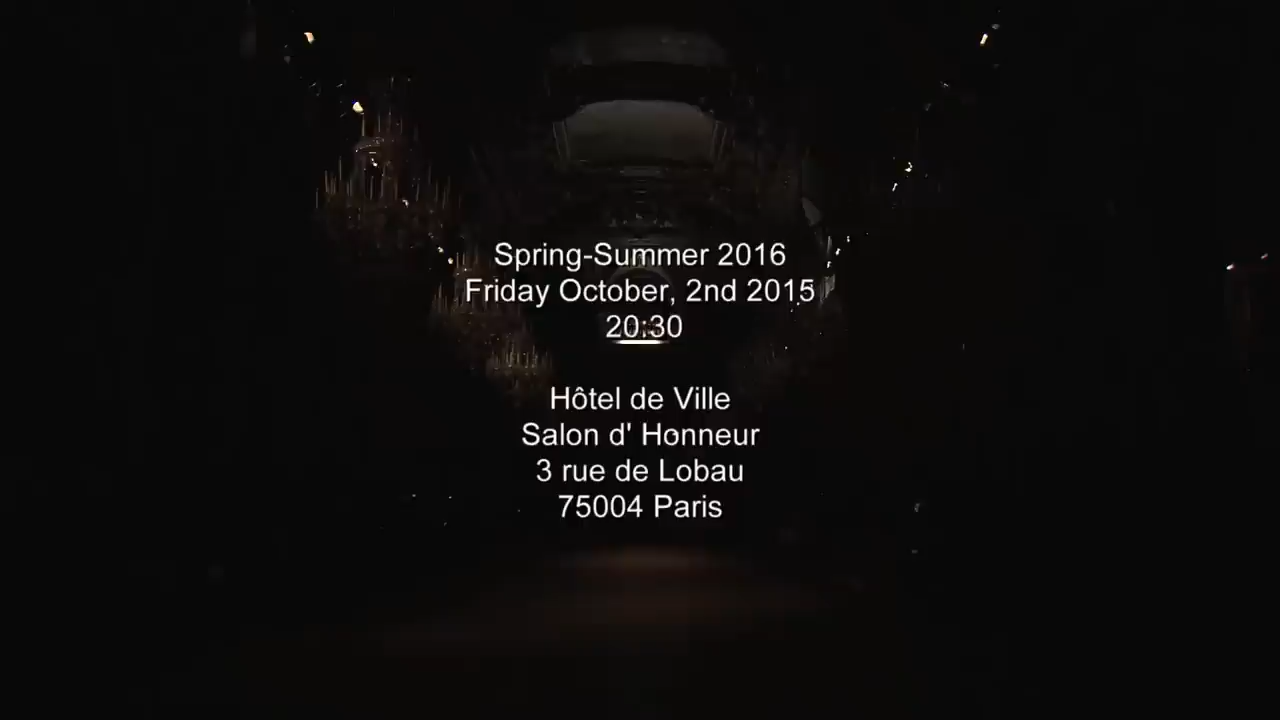 Spring-Summer 2016
Friday October, 2nd 2015
20:30
Hôtel de Ville
Salon d' Honneur
3 rue de Lobau
75004 Paris